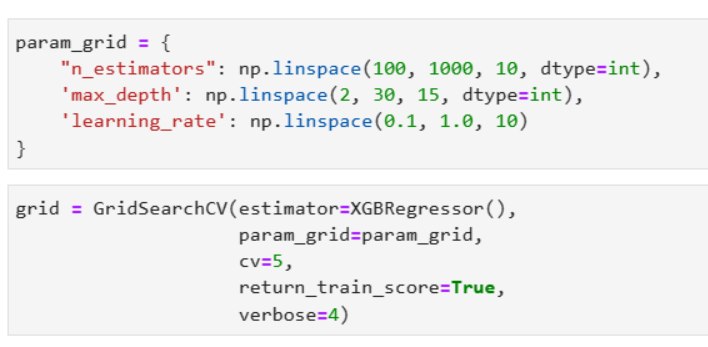 param_grid = {
    "n_estimators": np.linspace(100, 1000, 10, dtype=int),
    'max_depth': np.linspace(2, 30, 15, dtype=int),
    'learning_rate': np.linspace(0.1, 1.0, 10)
}
grid = GridSearchCV(estimator=XGBRegressor(),
                    param_grid=param_grid,
                    cv=5,
                    return_train_score=True,
                    verbose=4)